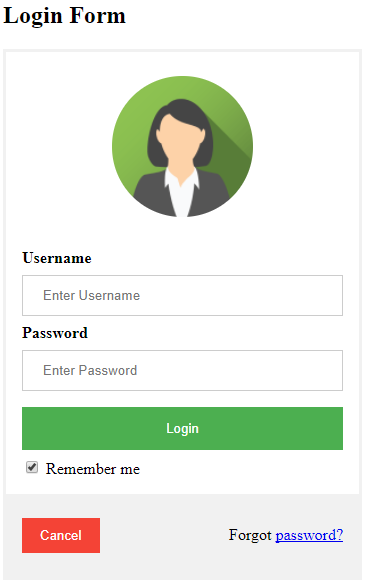 Login Form
Username
Enter Username
Password
Enter Password
Login
Remember me
Cancel
Forgot password?